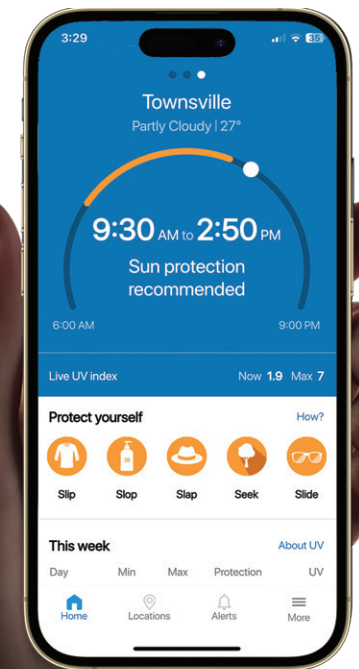 3:29
35
Townsville
Partly Cloudy | 27°
9:30 AM to 2:50 PM
Sun protection
recommended
6:00 AM 9:00 PM
Live UV index Now 1.9 Max 7
Protect yourself How?
Slip Slop Slap Seek Slide
This week About UV
Day Min Max Protection UV
Home Locations Alerts More